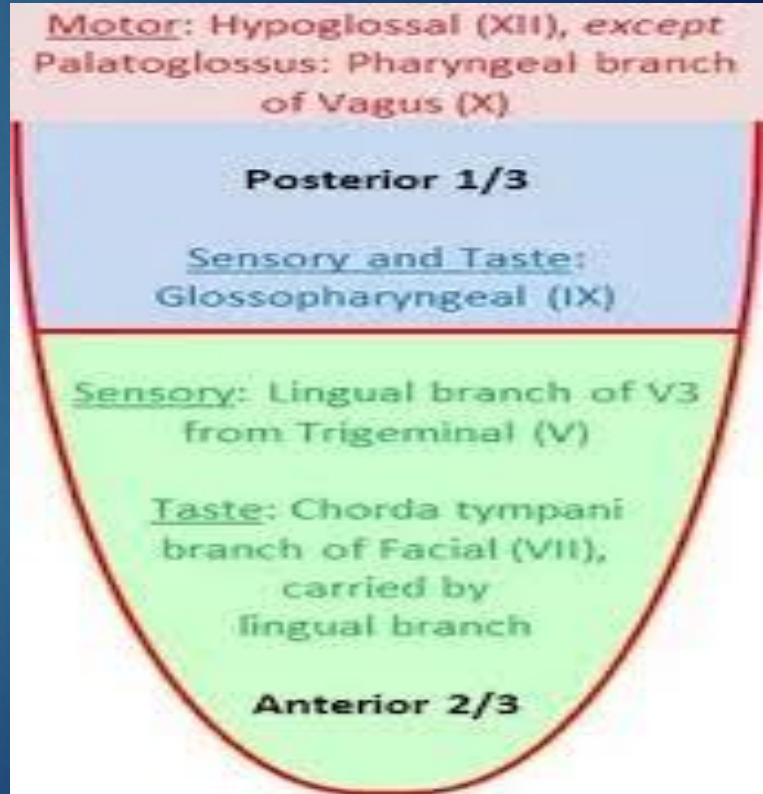 Motor: Hypoglossal (XII), except
Palatoglossus: Pharyngeal branch
of Vagus (X)
Posterior 1/3
Sensory and Taste:
Glossopharyngeal (IX)
Sensory: Lingual branch of V3
from Trigeminal (V)
Taste: Chorda tympani
branch of Facial (VII),
carried by
lingual branch
Anterior 2/3